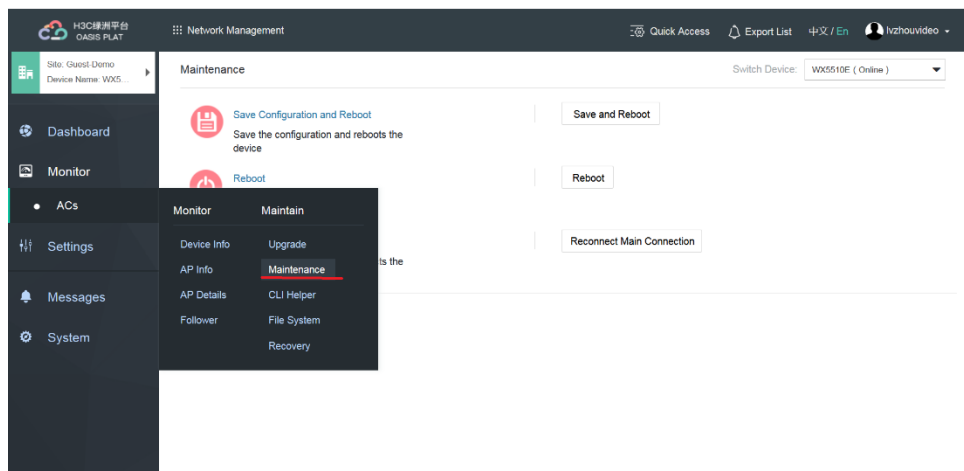 H3C绿洲平台
OASIS PLAT
Network Management
Quick Access
Export List
中文 / En
lvzhouvideo
Site: Guest-Demo
Device Name: WX5...
Maintenance
Switch Device:
WX5510E ( Online )
Dashboard
Monitor
ACs
Settings
Messages
System
Save Configuration and Reboot
Save the configuration and reboots the
device
Save and Reboot
Reboot
Reboot
ts the
Reconnect Main Connection
Monitor
Device Info
AP Info
AP Details
Follower
Maintain
Upgrade
Maintenance
CLI Helper
File System
Recovery